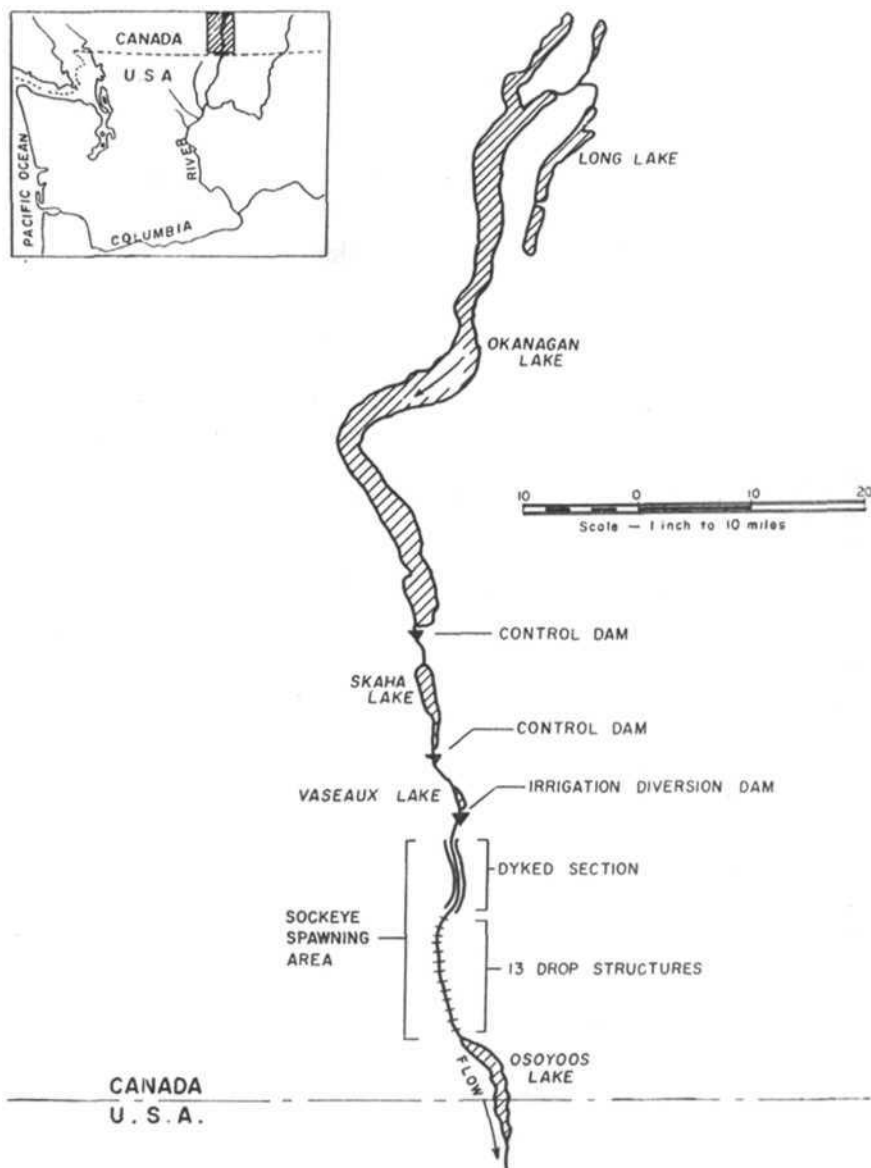 CANADA
U S A
PACIFIC OCEAN
RIVER
COLUMBIA
LONG LAKE
OKANAGAN
LAKE
10 0 10 20
Scale — 1 inch to 10 miles
CONTROL DAM
SKAHA
LAKE
CONTROL DAM
VASEAUX LAKE
IRRIGATION DIVERSION DAM
DYKED SECTION
SOCKEYE
SPAWNING
AREA
13 DROP STRUCTURES
OSOYOOS
LAKE
FLOW
CANADA
U.S.A.